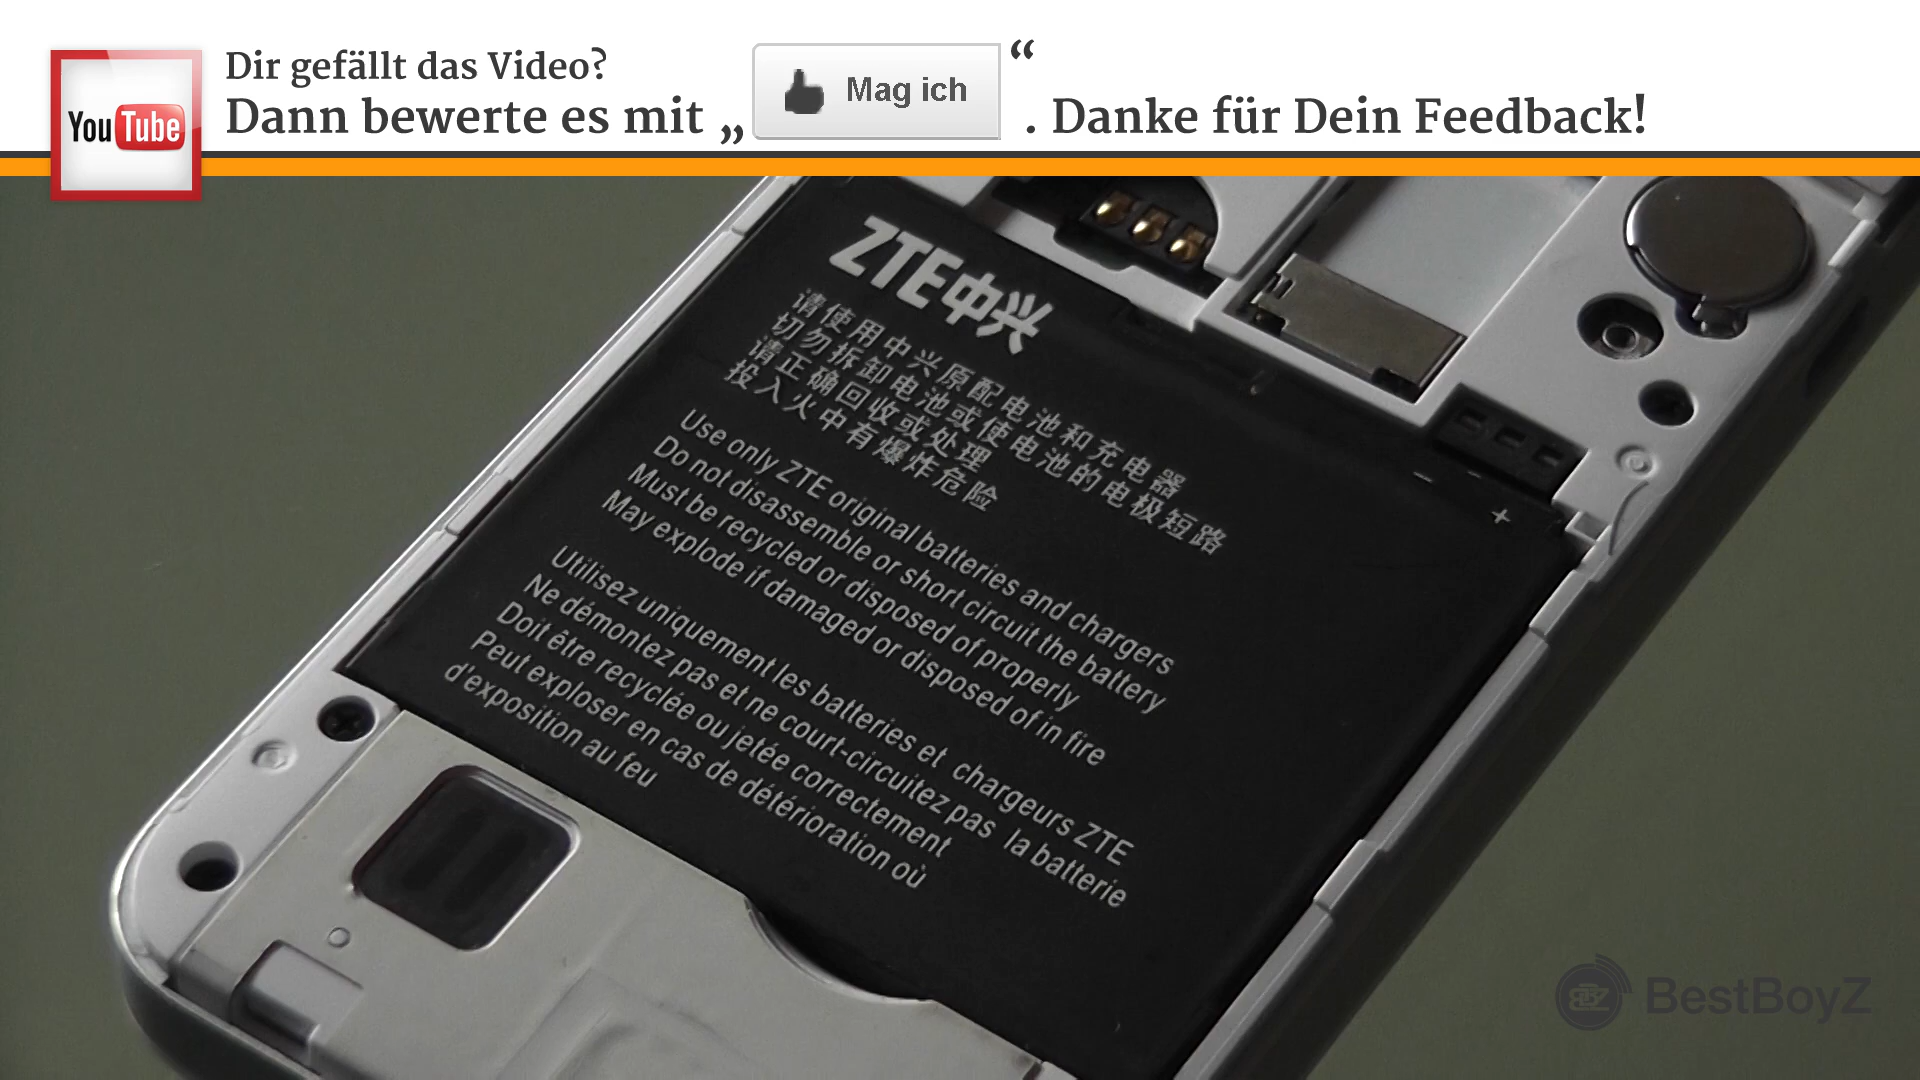 Dir gefällt das Video?
Dann bewerte es mit „ Mag ich “. Danke für Dein Feedback!
You Tube
ZTE中兴
请使用中兴原配电池和充电器
切勿拆卸电池或使电池的电极短路
请正确回收或处理
投入火中有爆炸危险
Use only ZTE original batteries and chargers
Do not disassemble or short circuit the battery
Must be recycled or disposed of properly
May explode if damaged or disposed of in fire
Utilisez uniquement les batteries et chargeurs ZTE
Ne démontez pas et ne court-circuitez pas la batterie
Doit être recyclée ou jetée correctement
Peut exploser en cas de détérioration où
d'exposition au feu
- - +
BBZ BestBoyZ